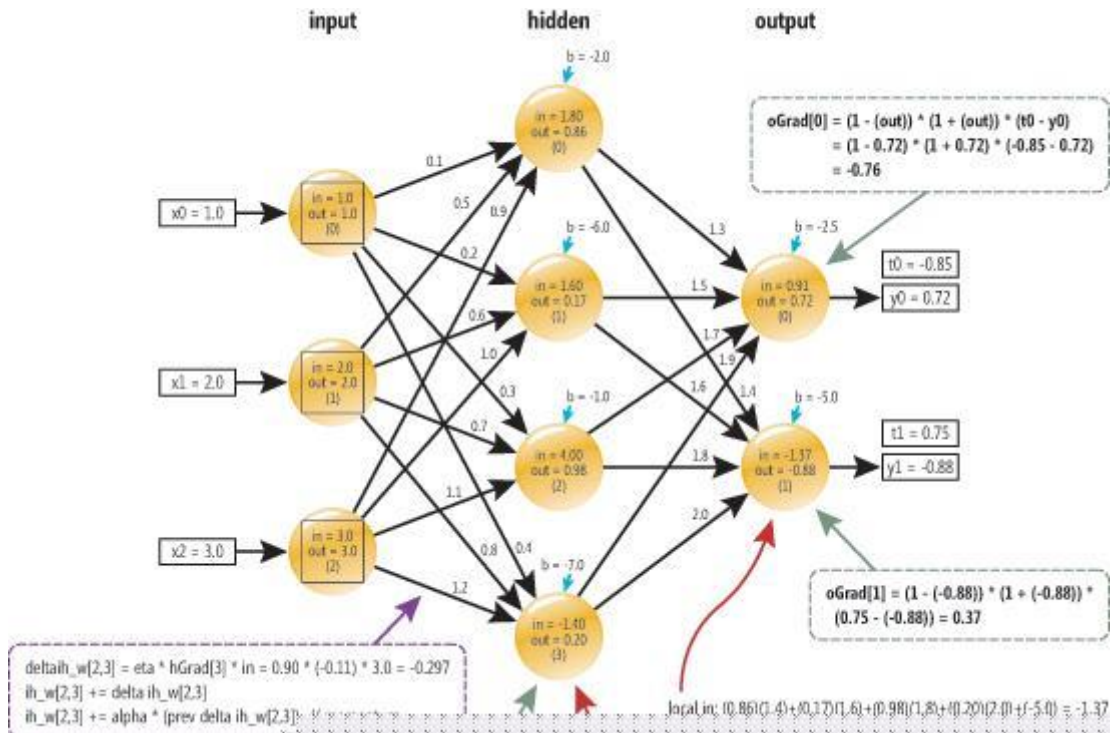 input
hidden
output
b = -2.0
in = 1.80
out = 0.86
(0)
oGrad[0] = (1 - (out)) * (1 + (out)) * (t0 - y0)
= (1 - 0.72) * (1 + 0.72) * (-0.85 - 0.72)
= -0.76
0.1
x0 = 1.0
in = 1.0
out = 1.0
(0)
0.5
0.9
0.2
b = -6.0
1.3
b = -2.5
in = 1.60
out = 0.17
(1)
1.5
in = 0.91
out = 0.72
(0)
t0 = -0.85
y0 = 0.72
0.6
1.0
1.7
1.9
x1 = 2.0
in = 2.0
out = 2.0
(1)
0.3
0.7
b = -1.0
1.6
1.4
b = -5.0
in = 4.00
out = 0.98
(2)
1.8
in = -1.37
out = -0.88
(1)
t1 = 0.75
y1 = -0.88
1.1
2.0
x2 = 3.0
in = 3.0
out = 3.0
(2)
0.8
0.4
b = -7.0
1.2
in = -1.40
out = 0.20
(3)
oGrad[1] = (1 - (-0.88)) * (1 + (-0.88)) *
(0.75 - (-0.88)) = 0.37
deltaih_w[2,3] = eta * hGrad[3] * in = 0.90 * (-0.11) * 3.0 = -0.297
ih_w[2,3] += delta ih_w[2,3]
ih_w[2,3] += alpha * (prev delta ih_w[2,3])
local in: (0.86)(1.4)+(0.17)(1.6)+(0.98)(1.8)+(0.20)(2.0)+(-5.0) = -1.37